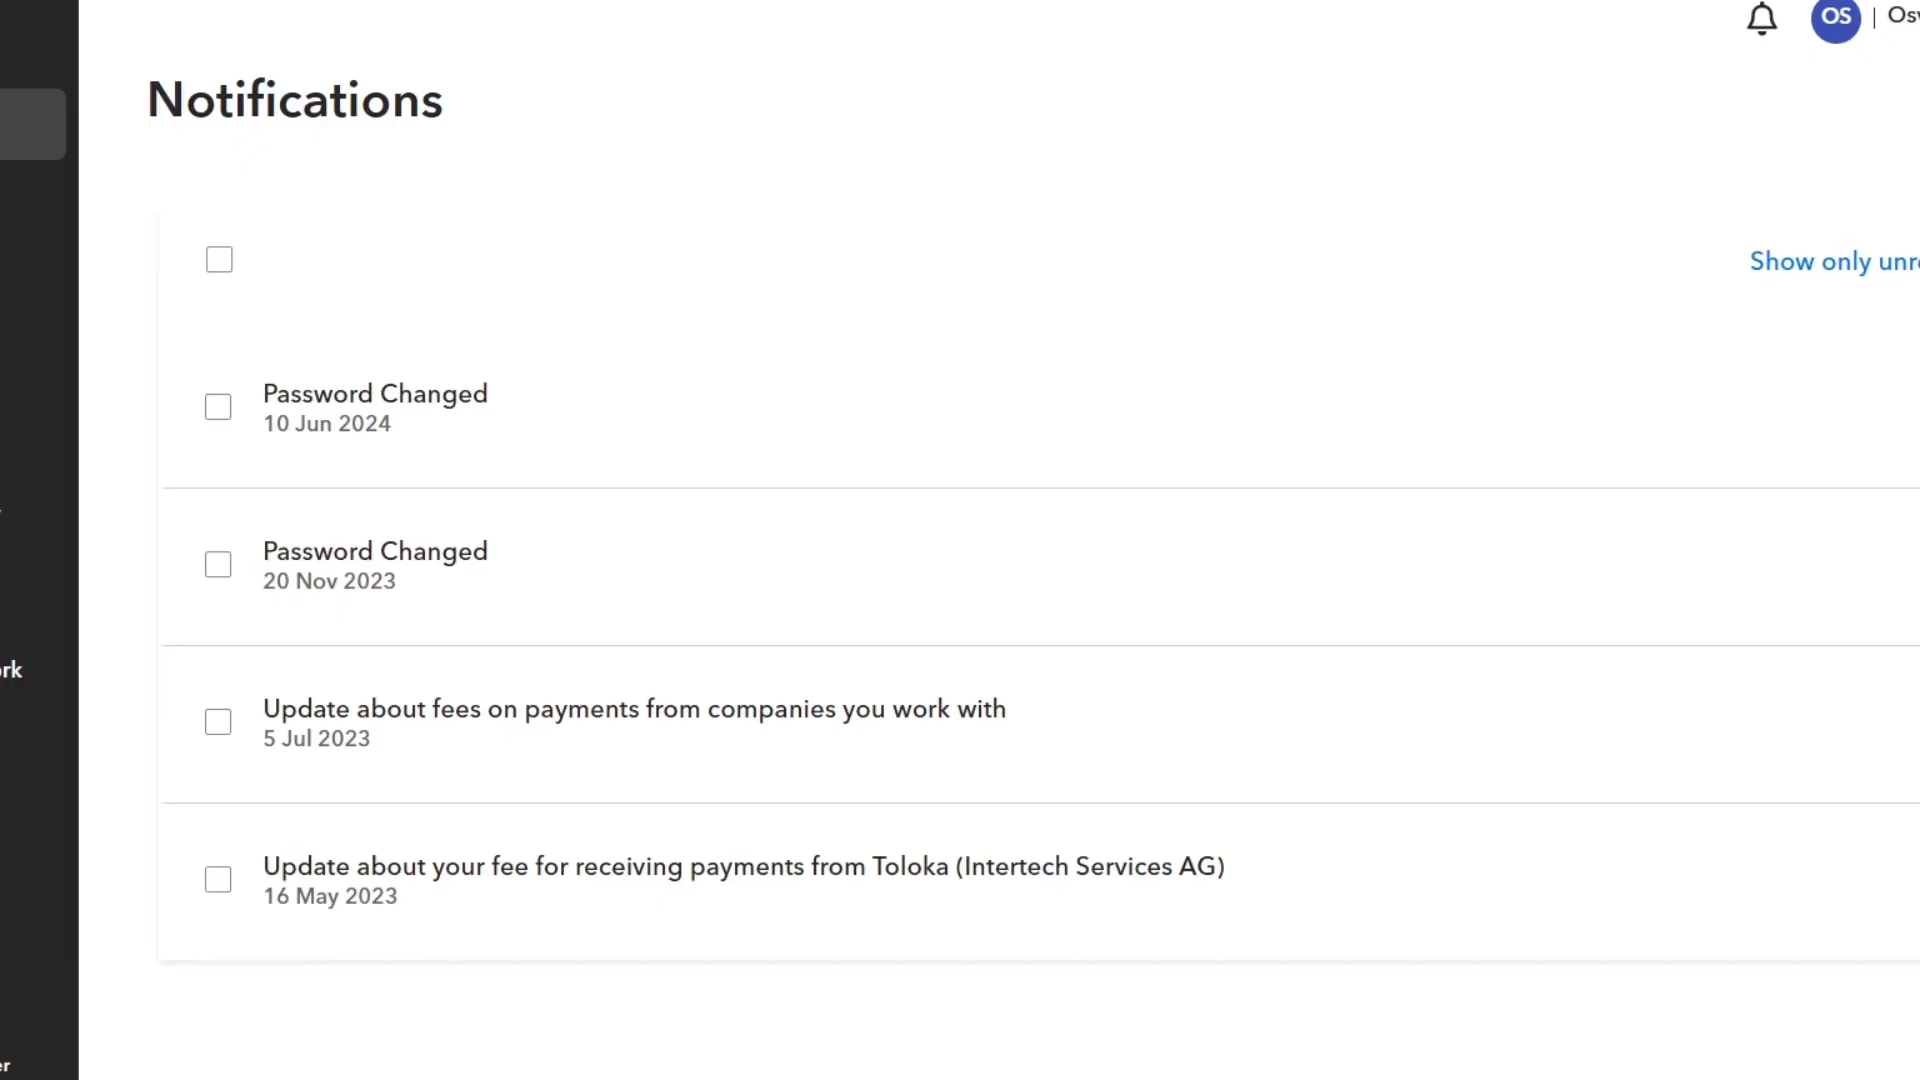 OS |
Notifications
Show only
Password Changed
10 Jun 2024
Password Changed
20 Nov 2023
Update about fees on payments from companies you work with
5 Jul 2023
Update about your fee for receiving payments from Toloka (Intertech Services AG)
16 May 2023